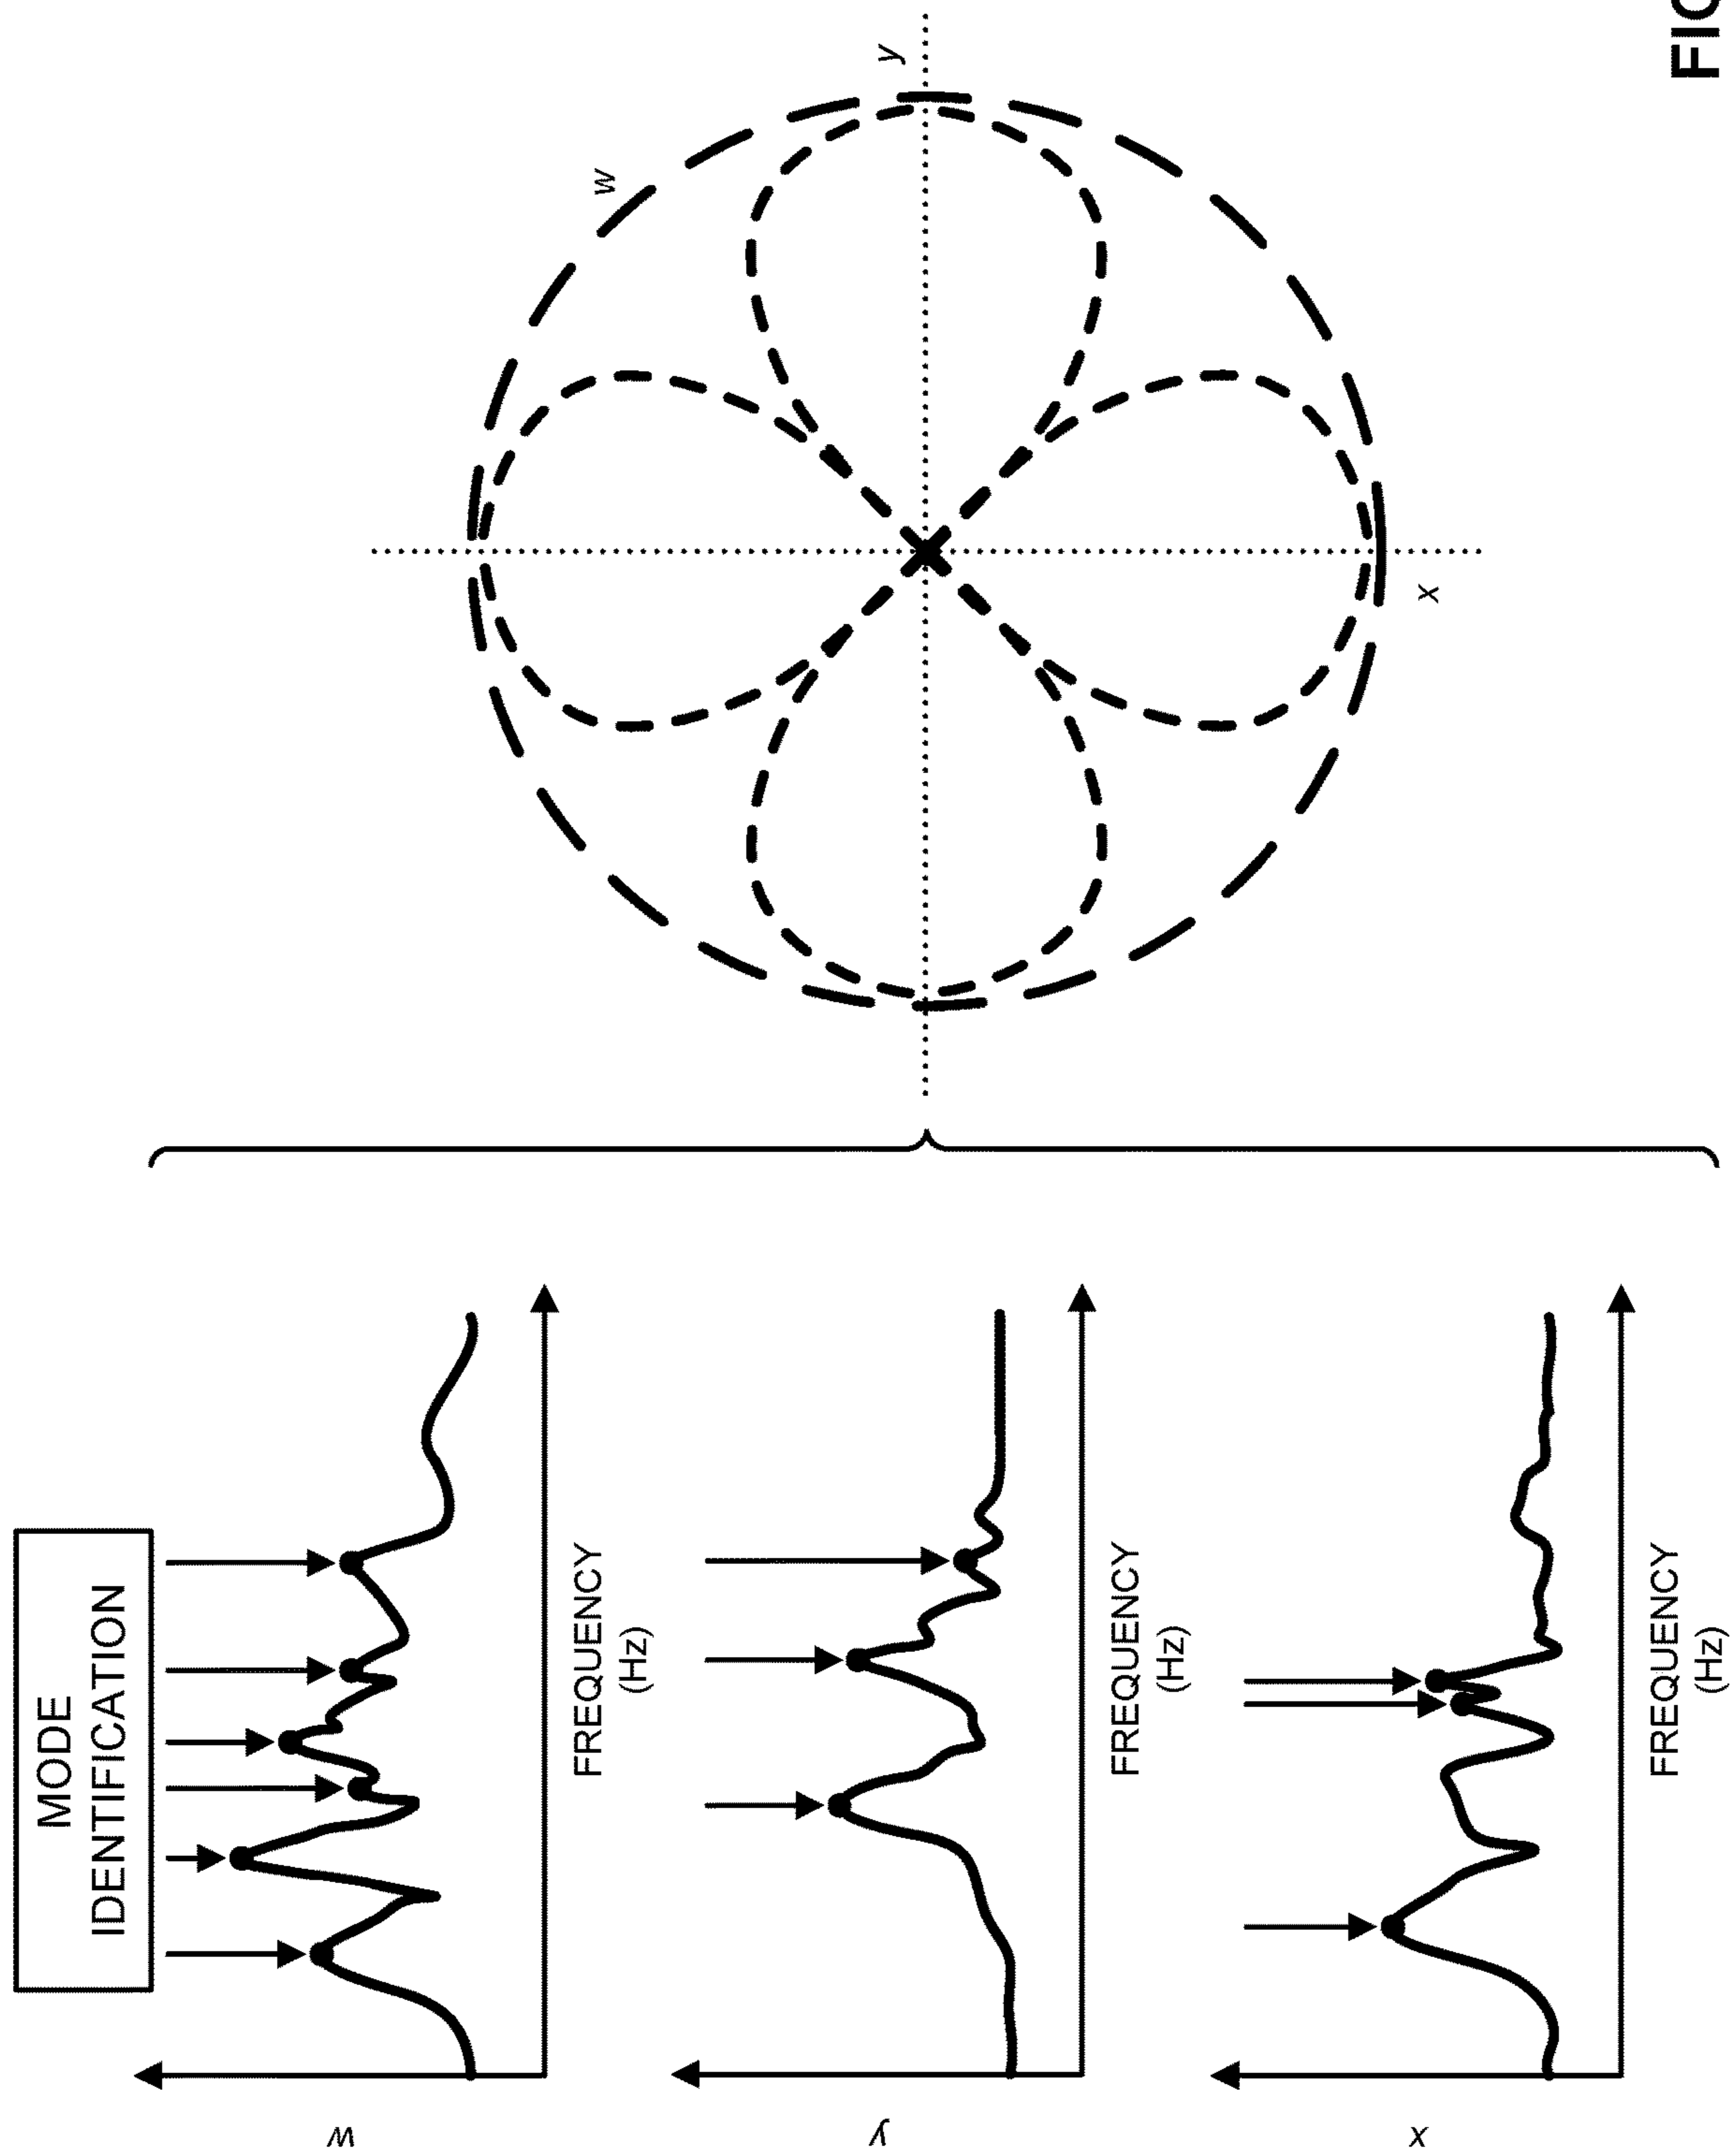 MODE
IDENTIFICATION
w
FREQUENCY
(Hz)
y
FREQUENCY
(Hz)
x
FREQUENCY
(Hz)
w
y
x
FIG